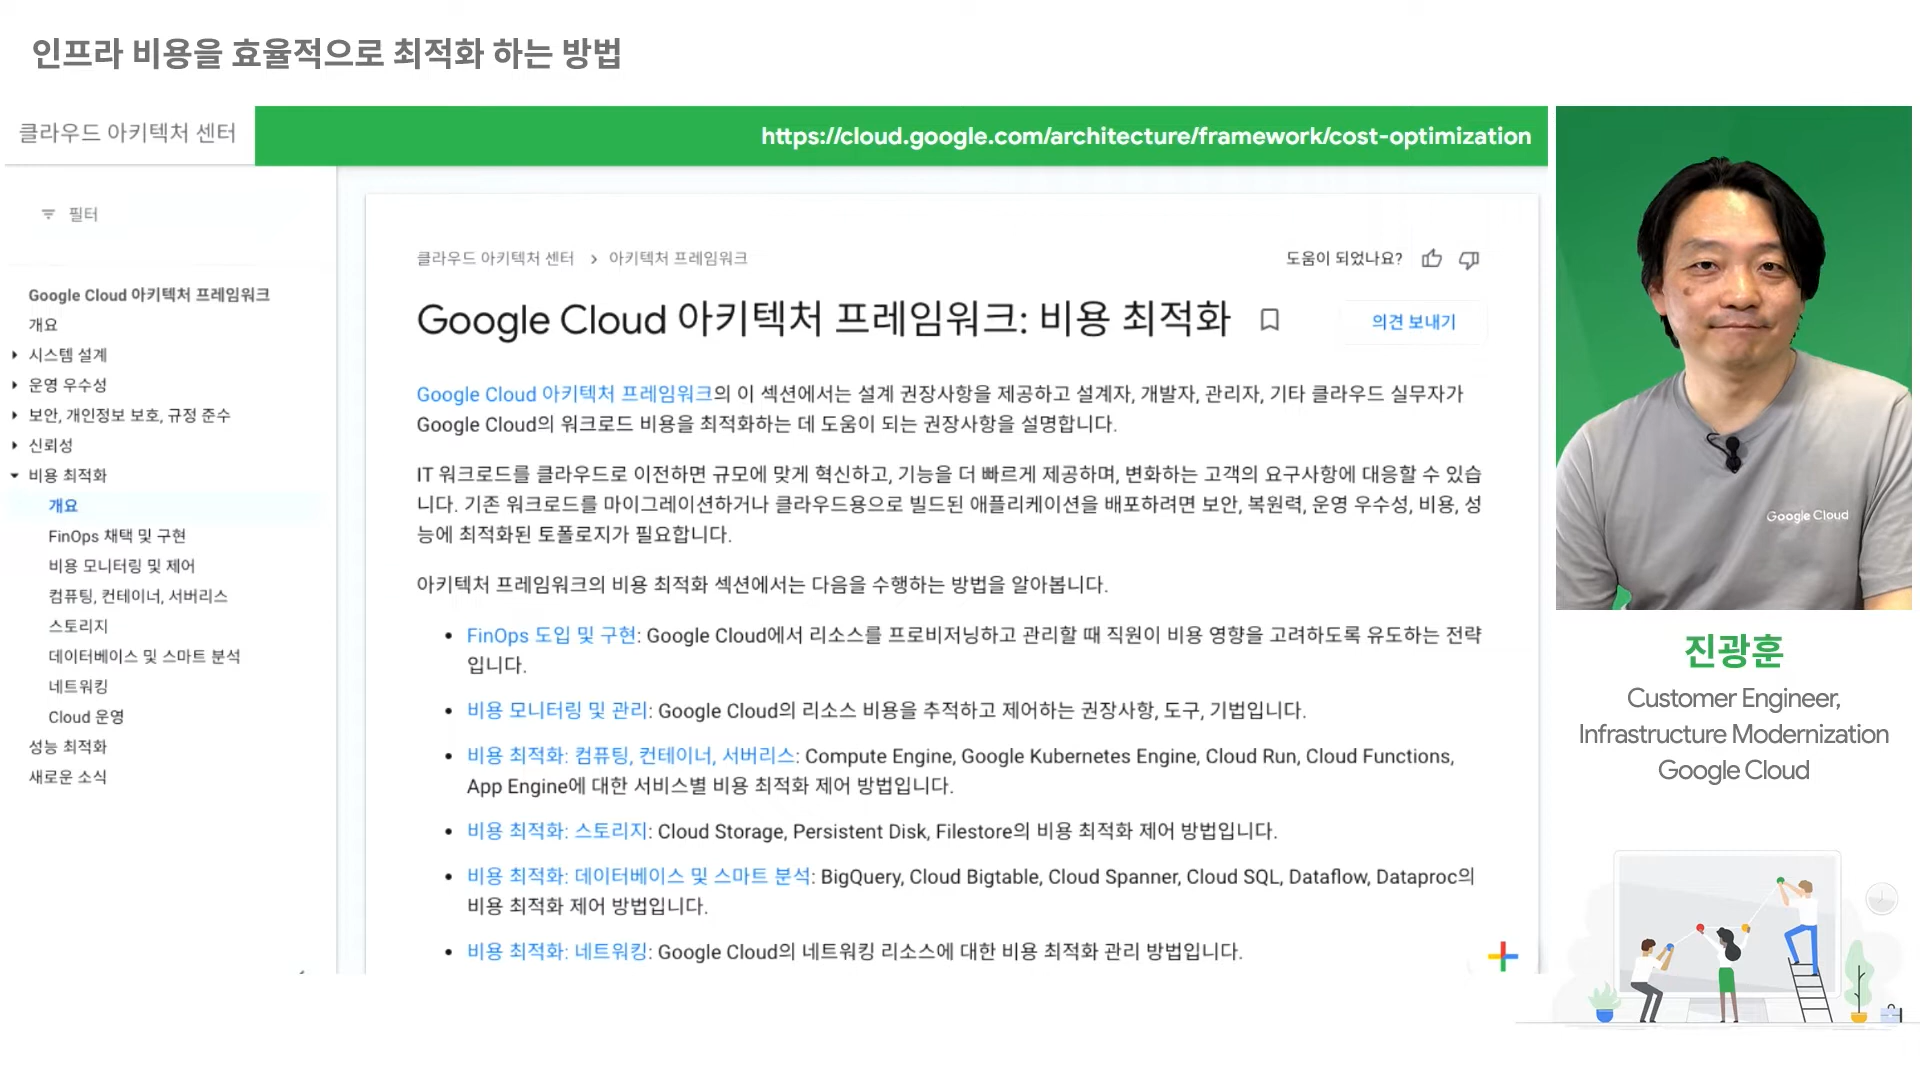 인프라 비용을 효율적으로 최적화 하는 방법
클라우드 아키텍처 센터
https://cloud.google.com/architecture/framework/cost-optimization
필터
Google Cloud 아키텍처 프레임워크
개요
시스템 설계
운영 우수성
보안, 개인정보 보호, 규정 준수
신뢰성
비용 최적화
개요
FinOps 채택 및 구현
비용 모니터링 및 제어
컴퓨팅, 컨테이너, 서버리스
스토리지
데이터베이스 및 스마트 분석
네트워킹
Cloud 운영
성능 최적화
새로운 소식
클라우드 아키텍처 센터 > 아키텍처 프레임워크
도움이 되었나요?
Google Cloud 아키텍처 프레임워크: 비용 최적화
의견 보내기
Google Cloud 아키텍처 프레임워크의 이 섹션에서는 설계 권장사항을 제공하고 설계자, 개발자, 관리자, 기타 클라우드 실무자가
Google Cloud의 워크로드 비용을 최적화하는 데 도움이 되는 권장사항을 설명합니다.
IT 워크로드를 클라우드로 이전하면 규모에 맞게 혁신하고, 기능을 더 빠르게 제공하며, 변화하는 고객의 요구사항에 대응할 수 있습
니다. 기존 워크로드를 마이그레이션하거나 클라우드용으로 빌드된 애플리케이션을 배포하려면 보안, 복원력, 운영 우수성, 비용, 성
능에 최적화된 토폴로지가 필요합니다.
아키텍처 프레임워크의 비용 최적화 섹션에서는 다음을 수행하는 방법을 알아봅니다.
• FinOps 도입 및 구현: Google Cloud에서 리소스를 프로비저닝하고 관리할 때 직원이 비용 영향을 고려하도록 유도하는 전략
입니다.
• 비용 모니터링 및 관리: Google Cloud의 리소스 비용을 추적하고 제어하는 권장사항, 도구, 기법입니다.
• 비용 최적화: 컴퓨팅, 컨테이너, 서버리스: Compute Engine, Google Kubernetes Engine, Cloud Run, Cloud Functions,
App Engine에 대한 서비스별 비용 최적화 제어 방법입니다.
• 비용 최적화: 스토리지: Cloud Storage, Persistent Disk, Filestore의 비용 최적화 제어 방법입니다.
• 비용 최적화: 데이터베이스 및 스마트 분석: BigQuery, Cloud Bigtable, Cloud Spanner, Cloud SQL, Dataflow, Dataproc의
비용 최적화 제어 방법입니다.
• 비용 최적화: 네트워킹: Google Cloud의 네트워킹 리소스에 대한 비용 최적화 관리 방법입니다.
Google Cloud
진광훈
Customer Engineer,
Infrastructure Modernization
Google Cloud